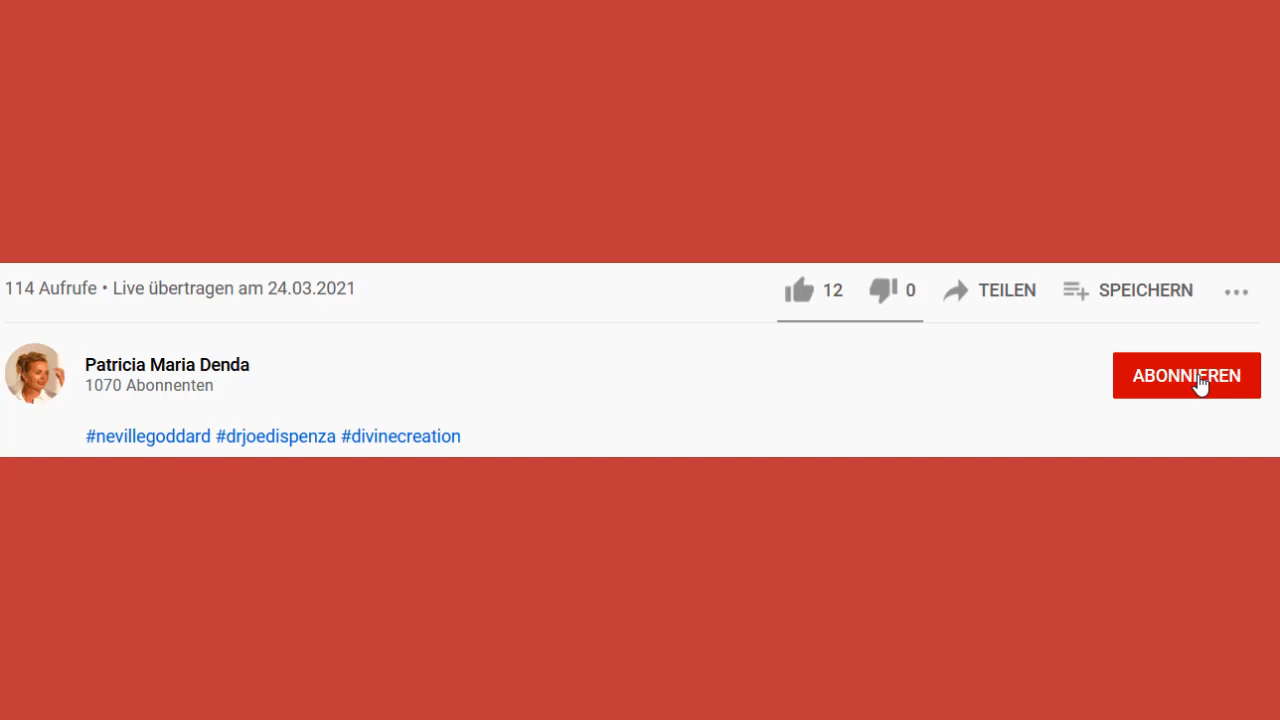 114 Aufrufe • Live übertragen am 24.03.2021
12 0 TEILEN SPEICHERN
Patricia Maria Denda
1070 Abonnenten
ABONNIEREN
#nevillegoddard #drjoedispenza #divinecreation